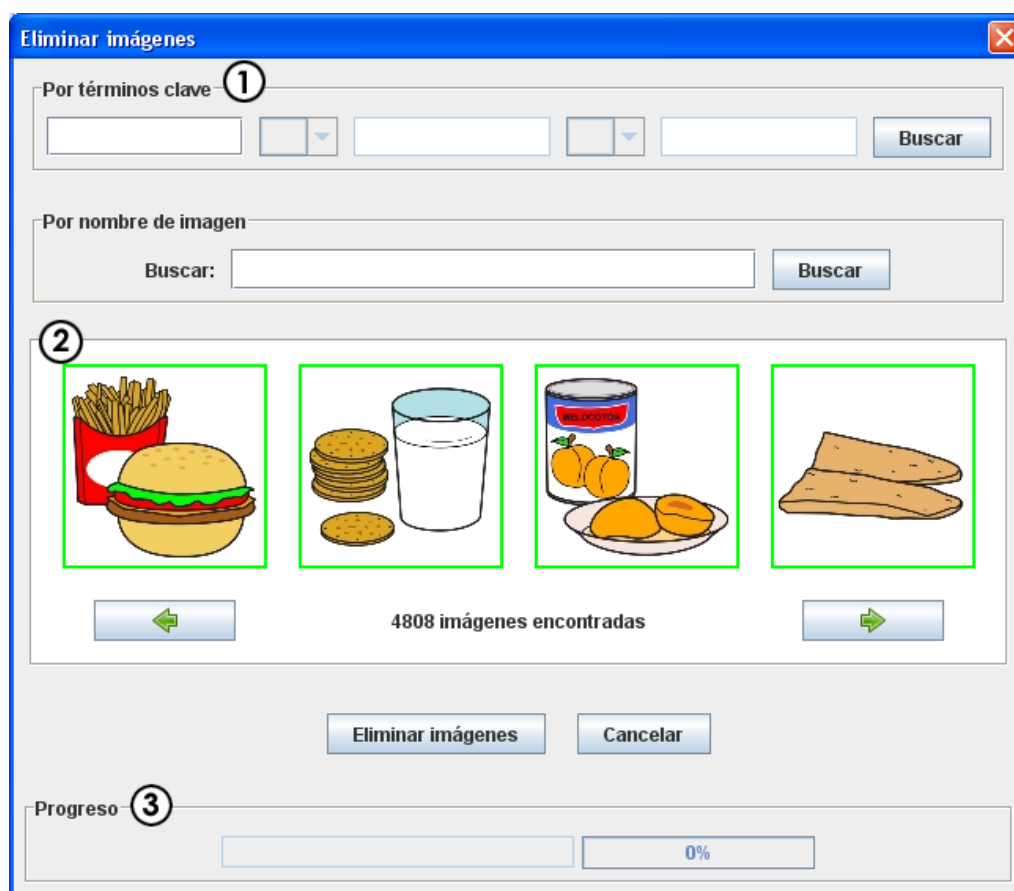 Eliminar imágenes
Por términos clave 1
Buscar
Por nombre de imagen
Buscar: Buscar
2
MELOCOTÓN
4808 imágenes encontradas
Eliminar imágenes Cancelar
Progreso 3
0%